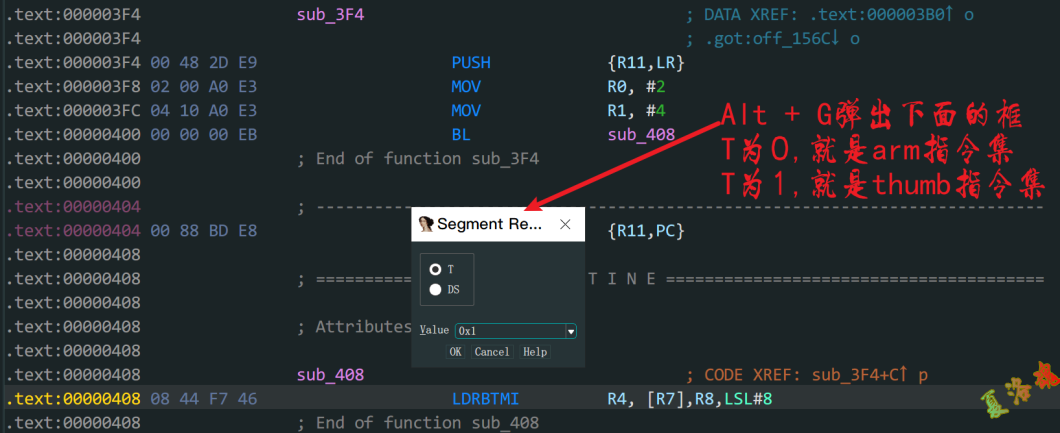 .text:000003F4 sub_3F4 ; DATA XREF: .text:000003B0↑ o
.text:000003F4 ; .got:off_156C↓ o
.text:000003F4 00 48 2D E9 PUSH {R11,LR}
.text:000003F8 02 00 A0 E3 MOV R0, #2
.text:000003FC 04 10 A0 E3 MOV R1, #4
.text:00000400 00 00 00 EB BL sub_408
.text:00000400 ; End of function sub_3F4
.text:00000400
.text:00000404 ; ---------------------------------------------------------------------------
.text:00000404 00 88 BD E8 {R11,PC}
.text:00000408
.text:00000408 ; =========== T I N E =======================================
.text:00000408
.text:00000408 ; Attributes
.text:00000408
.text:00000408 sub_408 ; CODE XREF: sub_3F4+C↑ p
.text:00000408 08 44 F7 46 LDRBTMI R4, [R7],R8,LSL#8
.text:00000408 ; End of function sub_408
Alt + G弹出下面的框
T为0,就是arm指令集
T为1,就是thumb指令集
Segment Re...
T
DS
Value 0x1
OK Cancel Help
夏洛魂